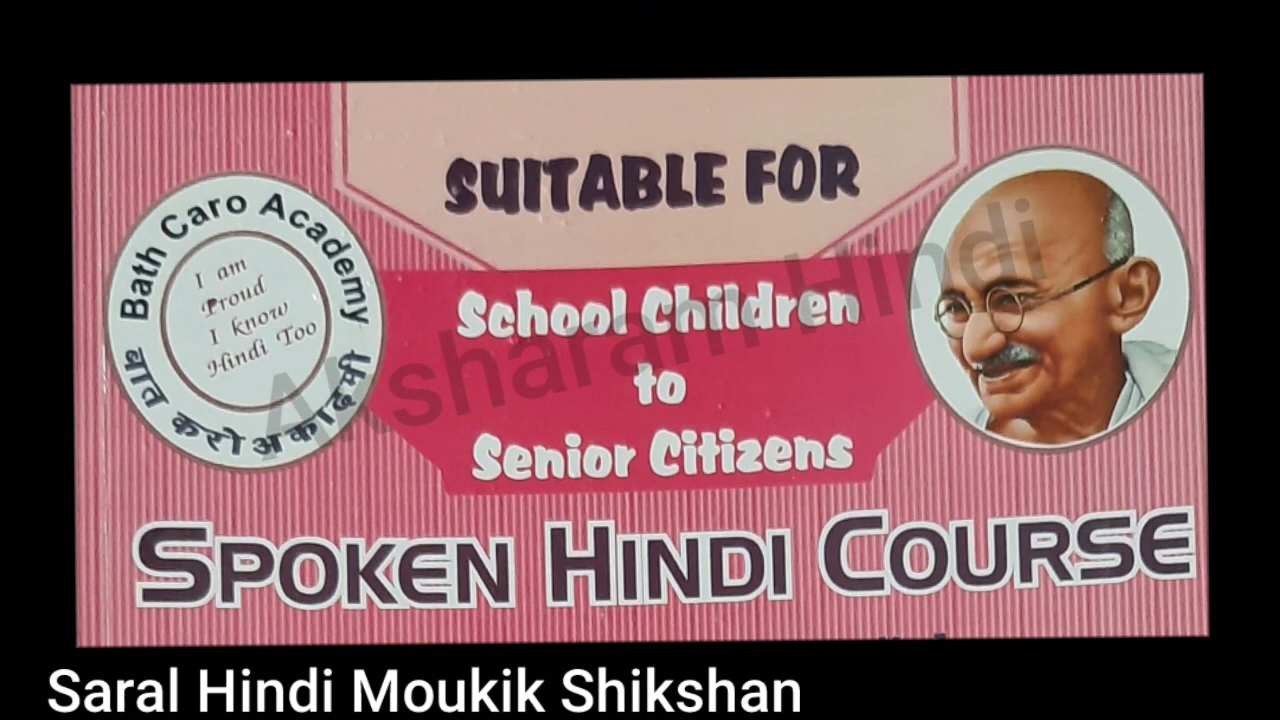 SUITABLE FOR
Bath Caro Academy
I am
Proud
I know
Hindi Too
बात करो अकादमी
School Children
to
Senior Citizens
Aksharam Hindi
SPOKEN HINDI COURSE
Saral Hindi Moukik Shikshan